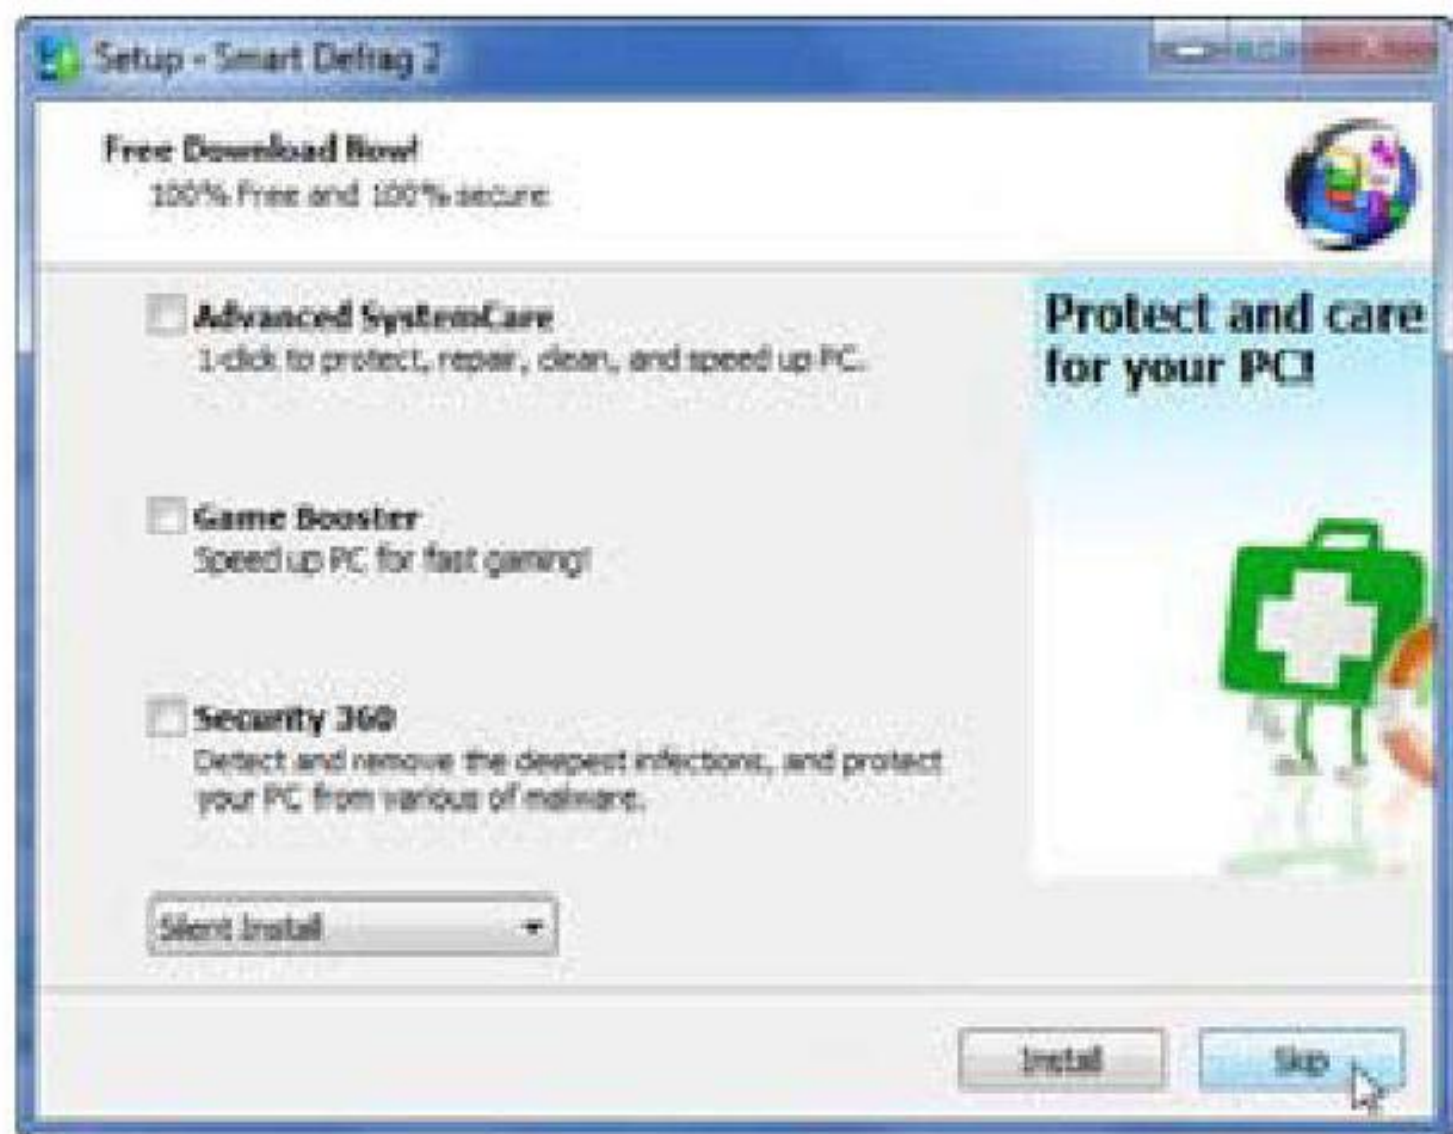 Setup - Smart Defrag 2
Free Download Now!
100% Free and 100% secure
Advanced SystemCare
1-click to protect, repair, clean, and speed up PC.
Game Booster
Speed up PC for fast gaming!
Security 360
Detect and remove the deepest infections, and protect
your PC from various of malware.
Silent Install
Protect and care
for your PC!
Install
Skip